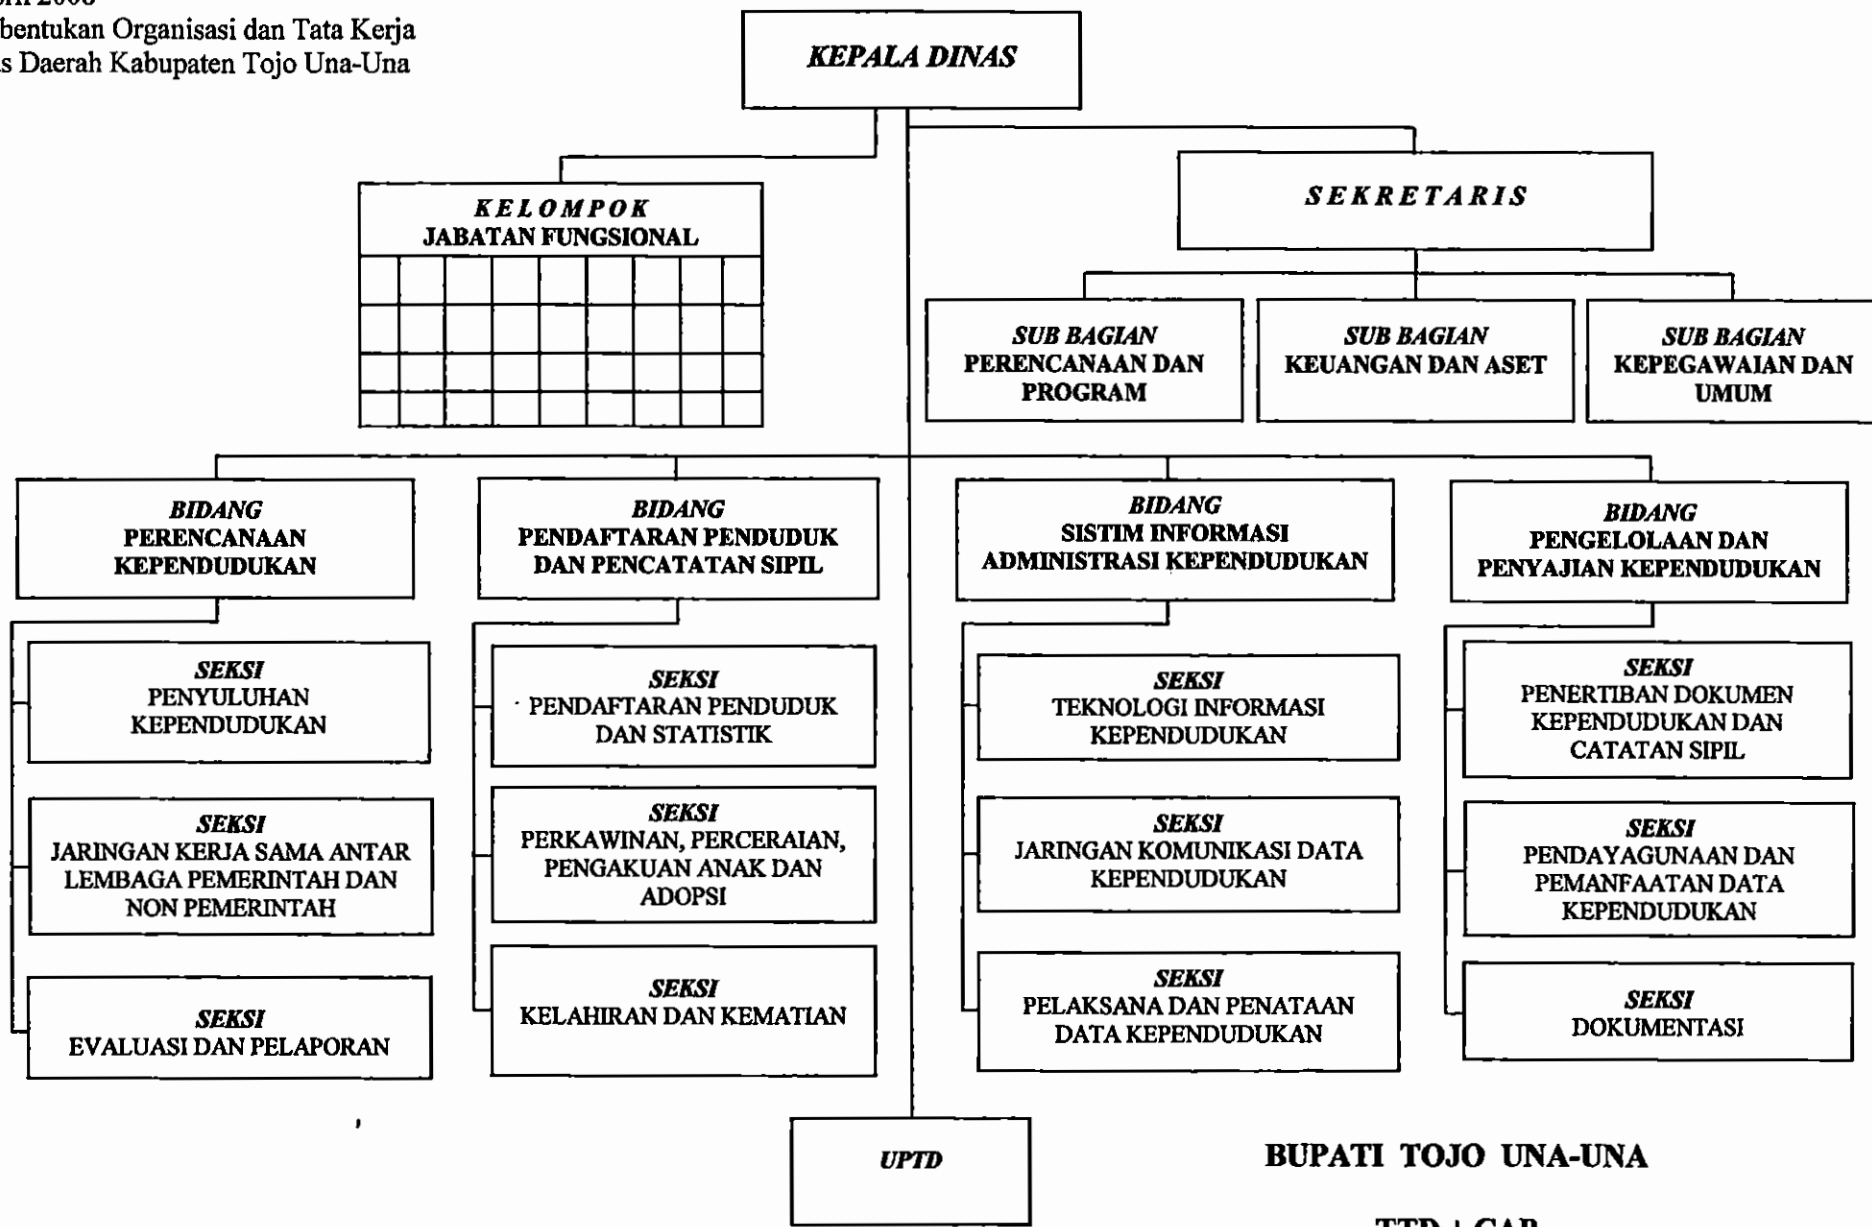 bentukan Organisasi dan Tata Kerja
s Daerah Kabupaten Tojo Una-Una
KEPALA DINAS
KELOMPOK
JABATAN FUNGSIONAL
SEKRETARIS
SUB BAGIAN
PERENCANAAN DAN
PROGRAM
SUB BAGIAN
KEUANGAN DAN ASET
SUB BAGIAN
KEPEGAWAIAN DAN
UMUM
BIDANG
PERENCANAAN
KEPENDUDUKAN
BIDANG
PENDAFTARAN PENDUDUK
DAN PENCATATAN SIPIL
BIDANG
SISTIM INFORMASI
ADMINISTRASI KEPENDUDUKAN
BIDANG
PENGELOLAAN DAN
PENYAJIAN KEPENDUDUKAN
SEKSI
PENYULUHAN
KEPENDUDUKAN
SEKSI
JARINGAN KERJA SAMA ANTAR
LEMBAGA PEMERINTAH DAN
NON PEMERINTAH
SEKSI
EVALUASI DAN PELAPORAN
SEKSI
PENDAFTARAN PENDUDUK
DAN STATISTIK
SEKSI
PERKAWINAN, PERCERAIAN,
PENGAKUAN ANAK DAN
ADOPSI
SEKSI
KELAHIRAN DAN KEMATIAN
SEKSI
TEKNOLOGI INFORMASI
KEPENDUDUKAN
SEKSI
JARINGAN KOMUNIKASI DATA
KEPENDUDUKAN
SEKSI
PELAKSANA DAN PENATAAN
DATA KEPENDUDUKAN
SEKSI
PENERTIBAN DOKUMEN
KEPENDUDUKAN DAN
CATATAN SIPIL
SEKSI
PENDAYAGUNAAN DAN
PEMANFAATAN DATA
KEPENDUDUKAN
SEKSI
DOKUMENTASI
UPTD
BUPATI TOJO UNA-UNA